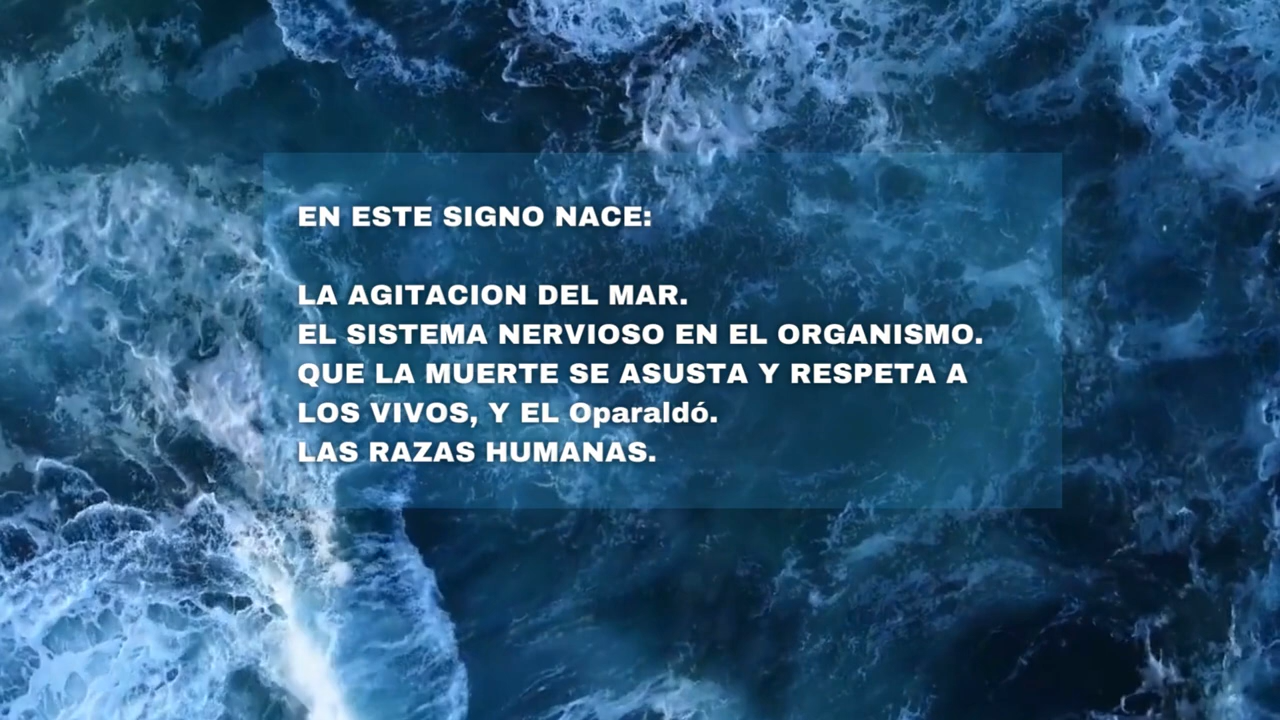 EN ESTE SIGNO NACE:
LA AGITACION DEL MAR.
EL SISTEMA NERVIOSO EN EL ORGANISMO.
QUE LA MUERTE SE ASUSTA Y RESPETA A
LOS VIVOS, Y EL Oparaldó.
LAS RAZAS HUMANAS.